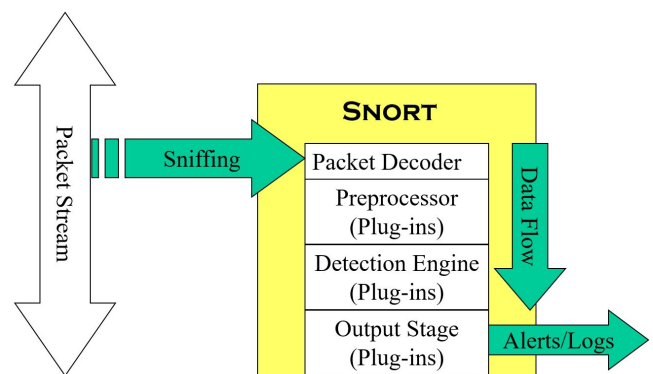 SNORT
Packet Stream
Sniffing
Packet Decoder
Preprocessor
(Plug-ins)
Detection Engine
(Plug-ins)
Output Stage
(Plug-ins)
Data Flow
Alerts/Logs